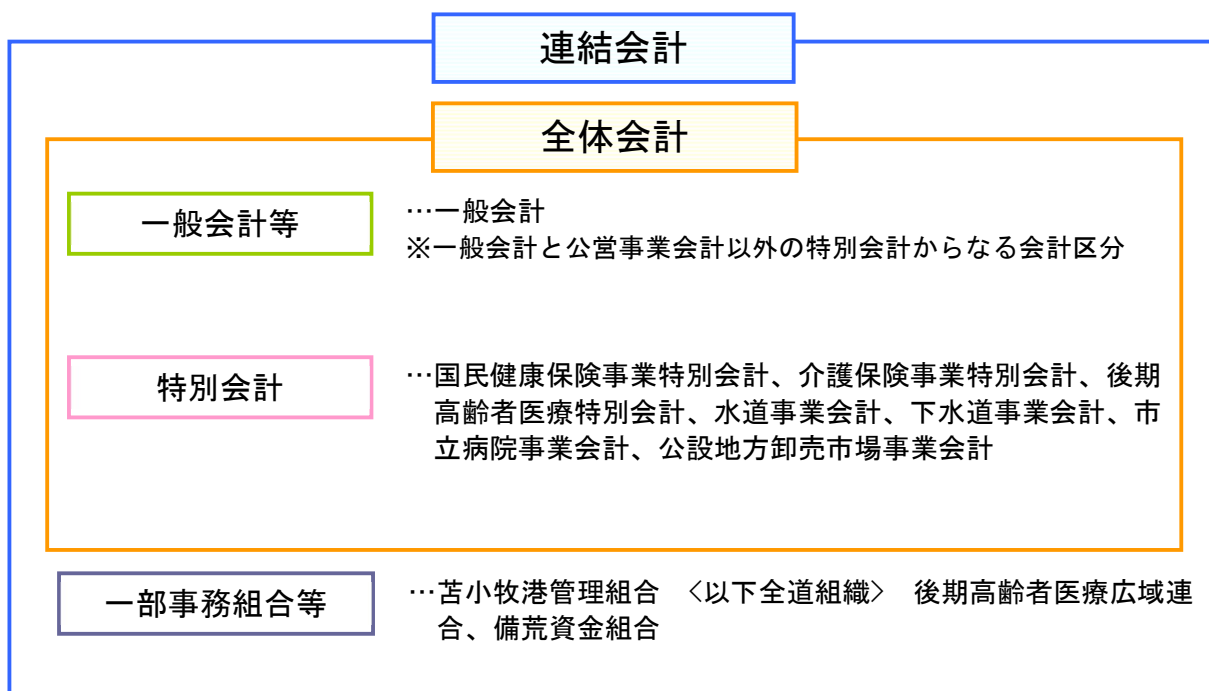 連結会計
全体会計
一般会計等
…一般会計
※一般会計と公営事業会計以外の特別会計からなる会計区分
特別会計
…国民健康保険事業特別会計、介護保険事業特別会計、後期
高齢者医療特別会計、水道事業会計、下水道事業会計、市
立病院事業会計、公設地方卸売市場事業会計
一部事務組合等
…苫小牧港管理組合　〈以下全道組織〉　後期高齢者医療広域連
合、備荒資金組合